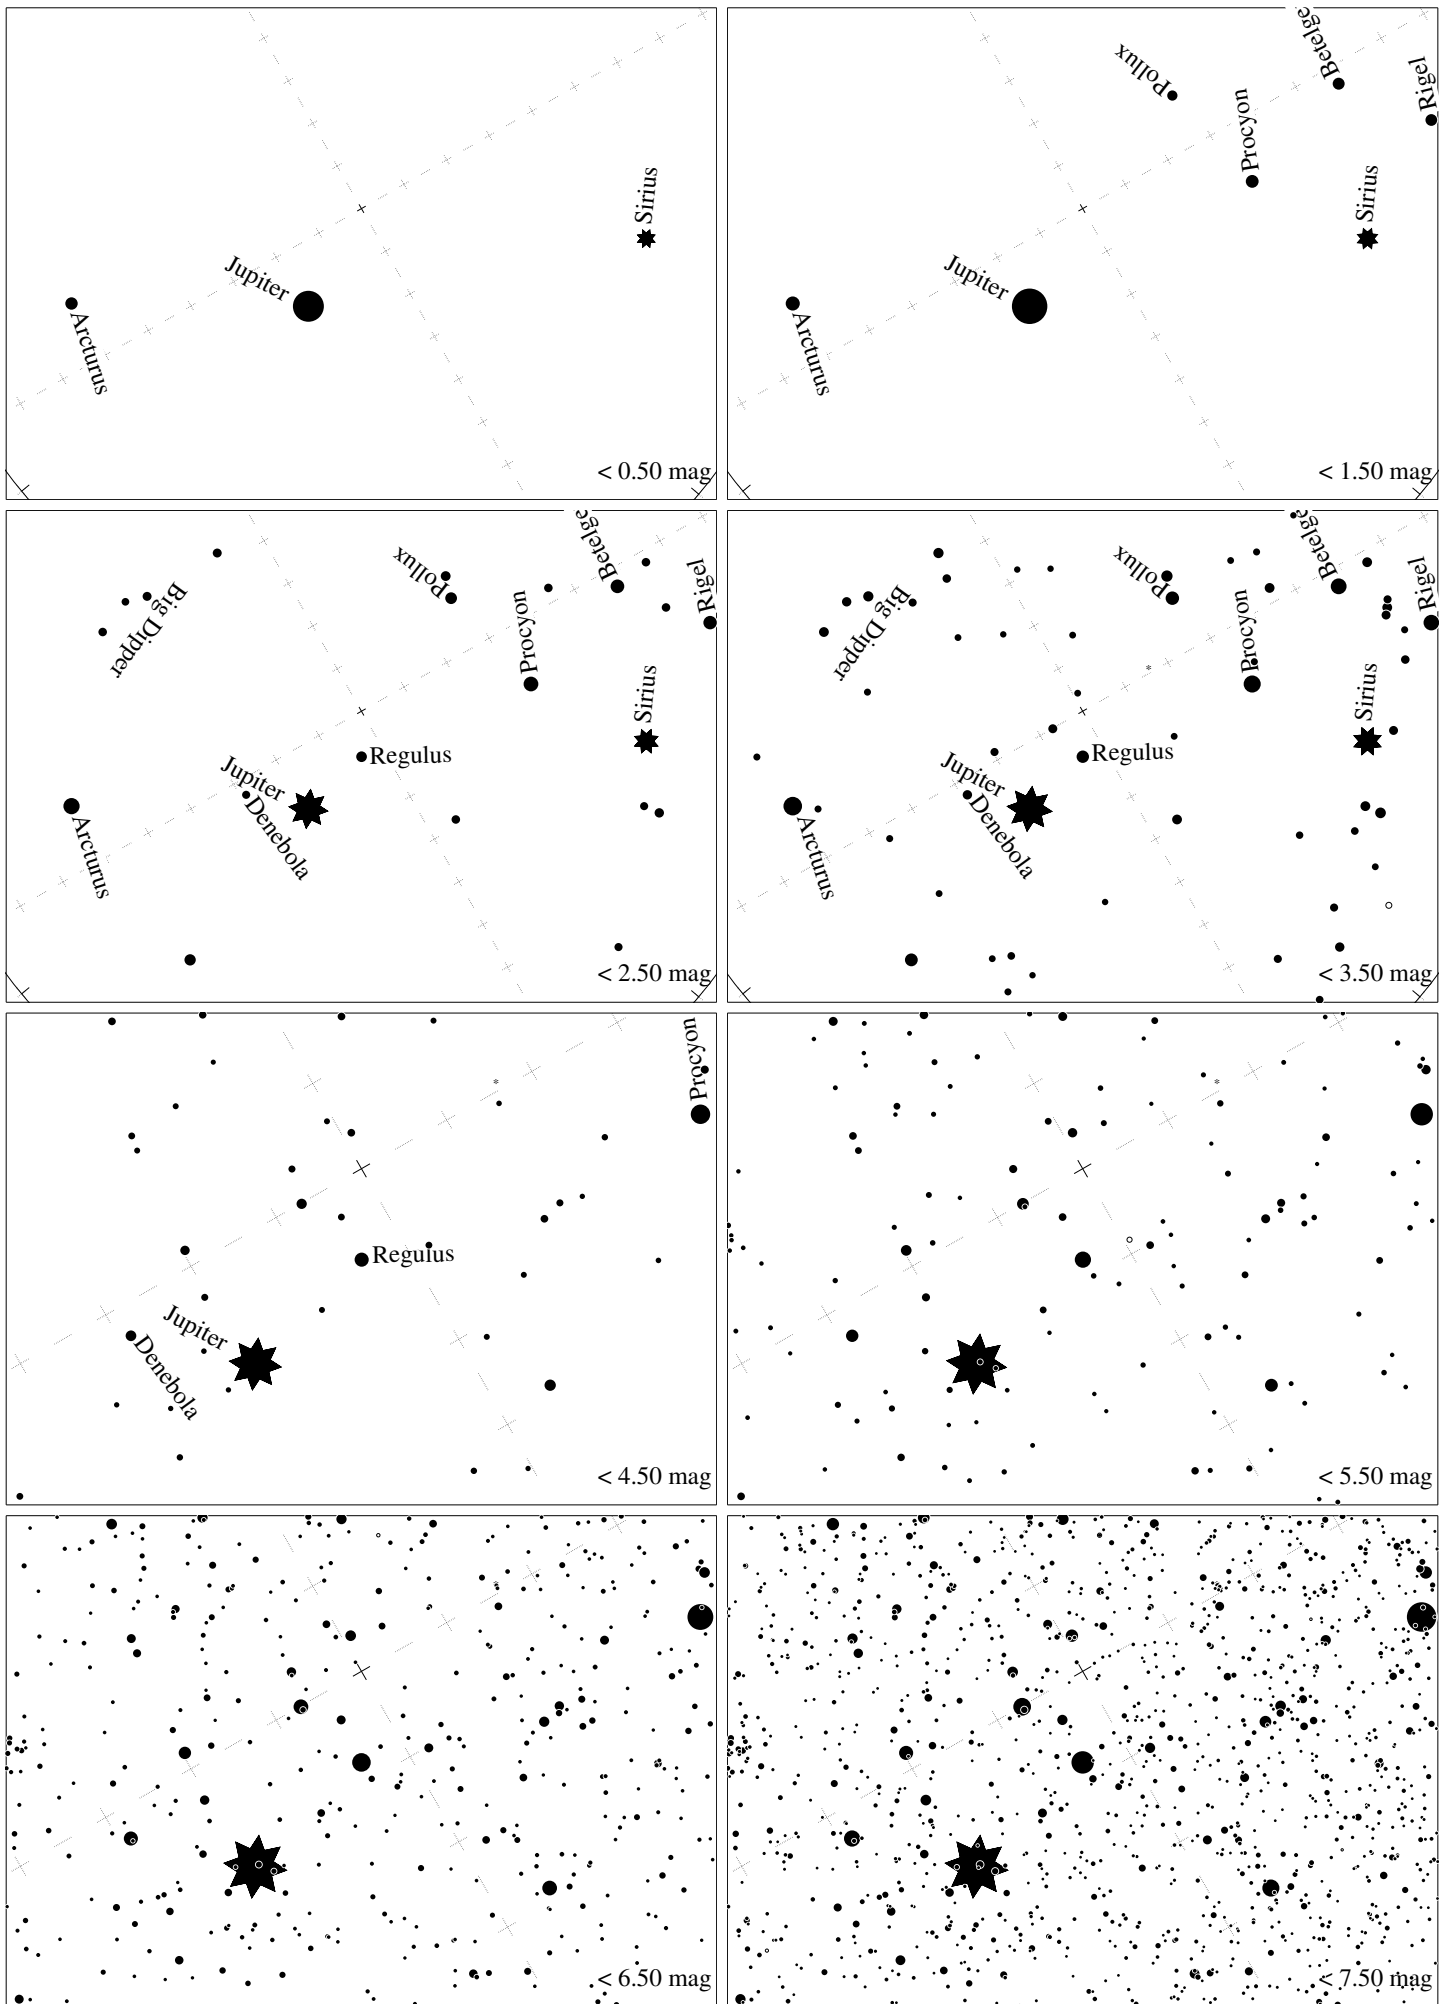 Sirius
Jupiter
Arcturus
< 0.50 mag
Betelge
Pollux
Rigel
Procyon
Sirius
Jupiter
Arcturus
< 1.50 mag
Betelge
Pollux
Rigel
Big Dipper
Procyon
Sirius
Regulus
Jupiter
Denebola
Arcturus
< 2.50 mag
Betelge
Pollux
Rigel
Big Dipper
Procyon
Sirius
Regulus
Jupiter
Denebola
Arcturus
< 3.50 mag
Procyon
Regulus
Jupiter
Denebola
< 4.50 mag
< 5.50 mag
< 6.50 mag
< 7.50 mag